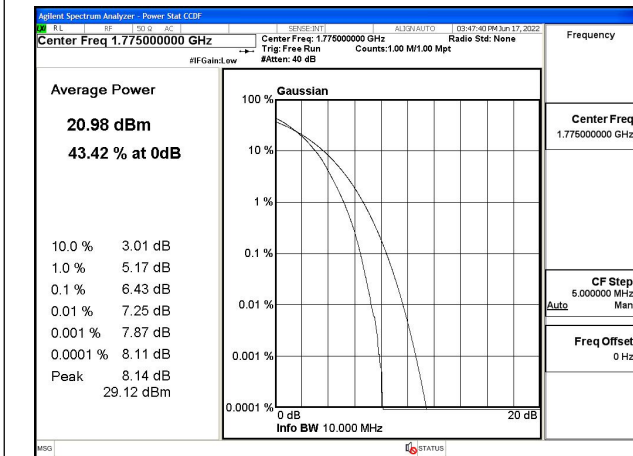 Agilent Spectrum Analyzer - Power Stat CCDF
RL RF 50 Ω AC SENSE:INT ALIGN AUTO 03:47:40 PM Jun 17, 2022
Center Freq 1.775000000 GHz
Center Freq: 1.775000000 GHz Radio Std: None
Trig: Free Run Counts:1.00 M/1.00 Mpt
#IFGain:Low #Atten: 40 dB
Frequency
Average Power
20.98 dBm
43.42 % at 0dB
10.0 % 3.01 dB
1.0 % 5.17 dB
0.1 % 6.43 dB
0.01 % 7.25 dB
0.001 % 7.87 dB
0.0001 % 8.11 dB
Peak 8.14 dB
29.12 dBm
Gaussian
100 %
10 %
1 %
0.1 %
0.01 %
0.001 %
0.0001 %
0 dB 20 dB
Info BW 10.000 MHz
Center Freq
1.775000000 GHz
CF Step
5.000000 MHz
Auto Man
Freq Offset
0 Hz
MSG STATUS